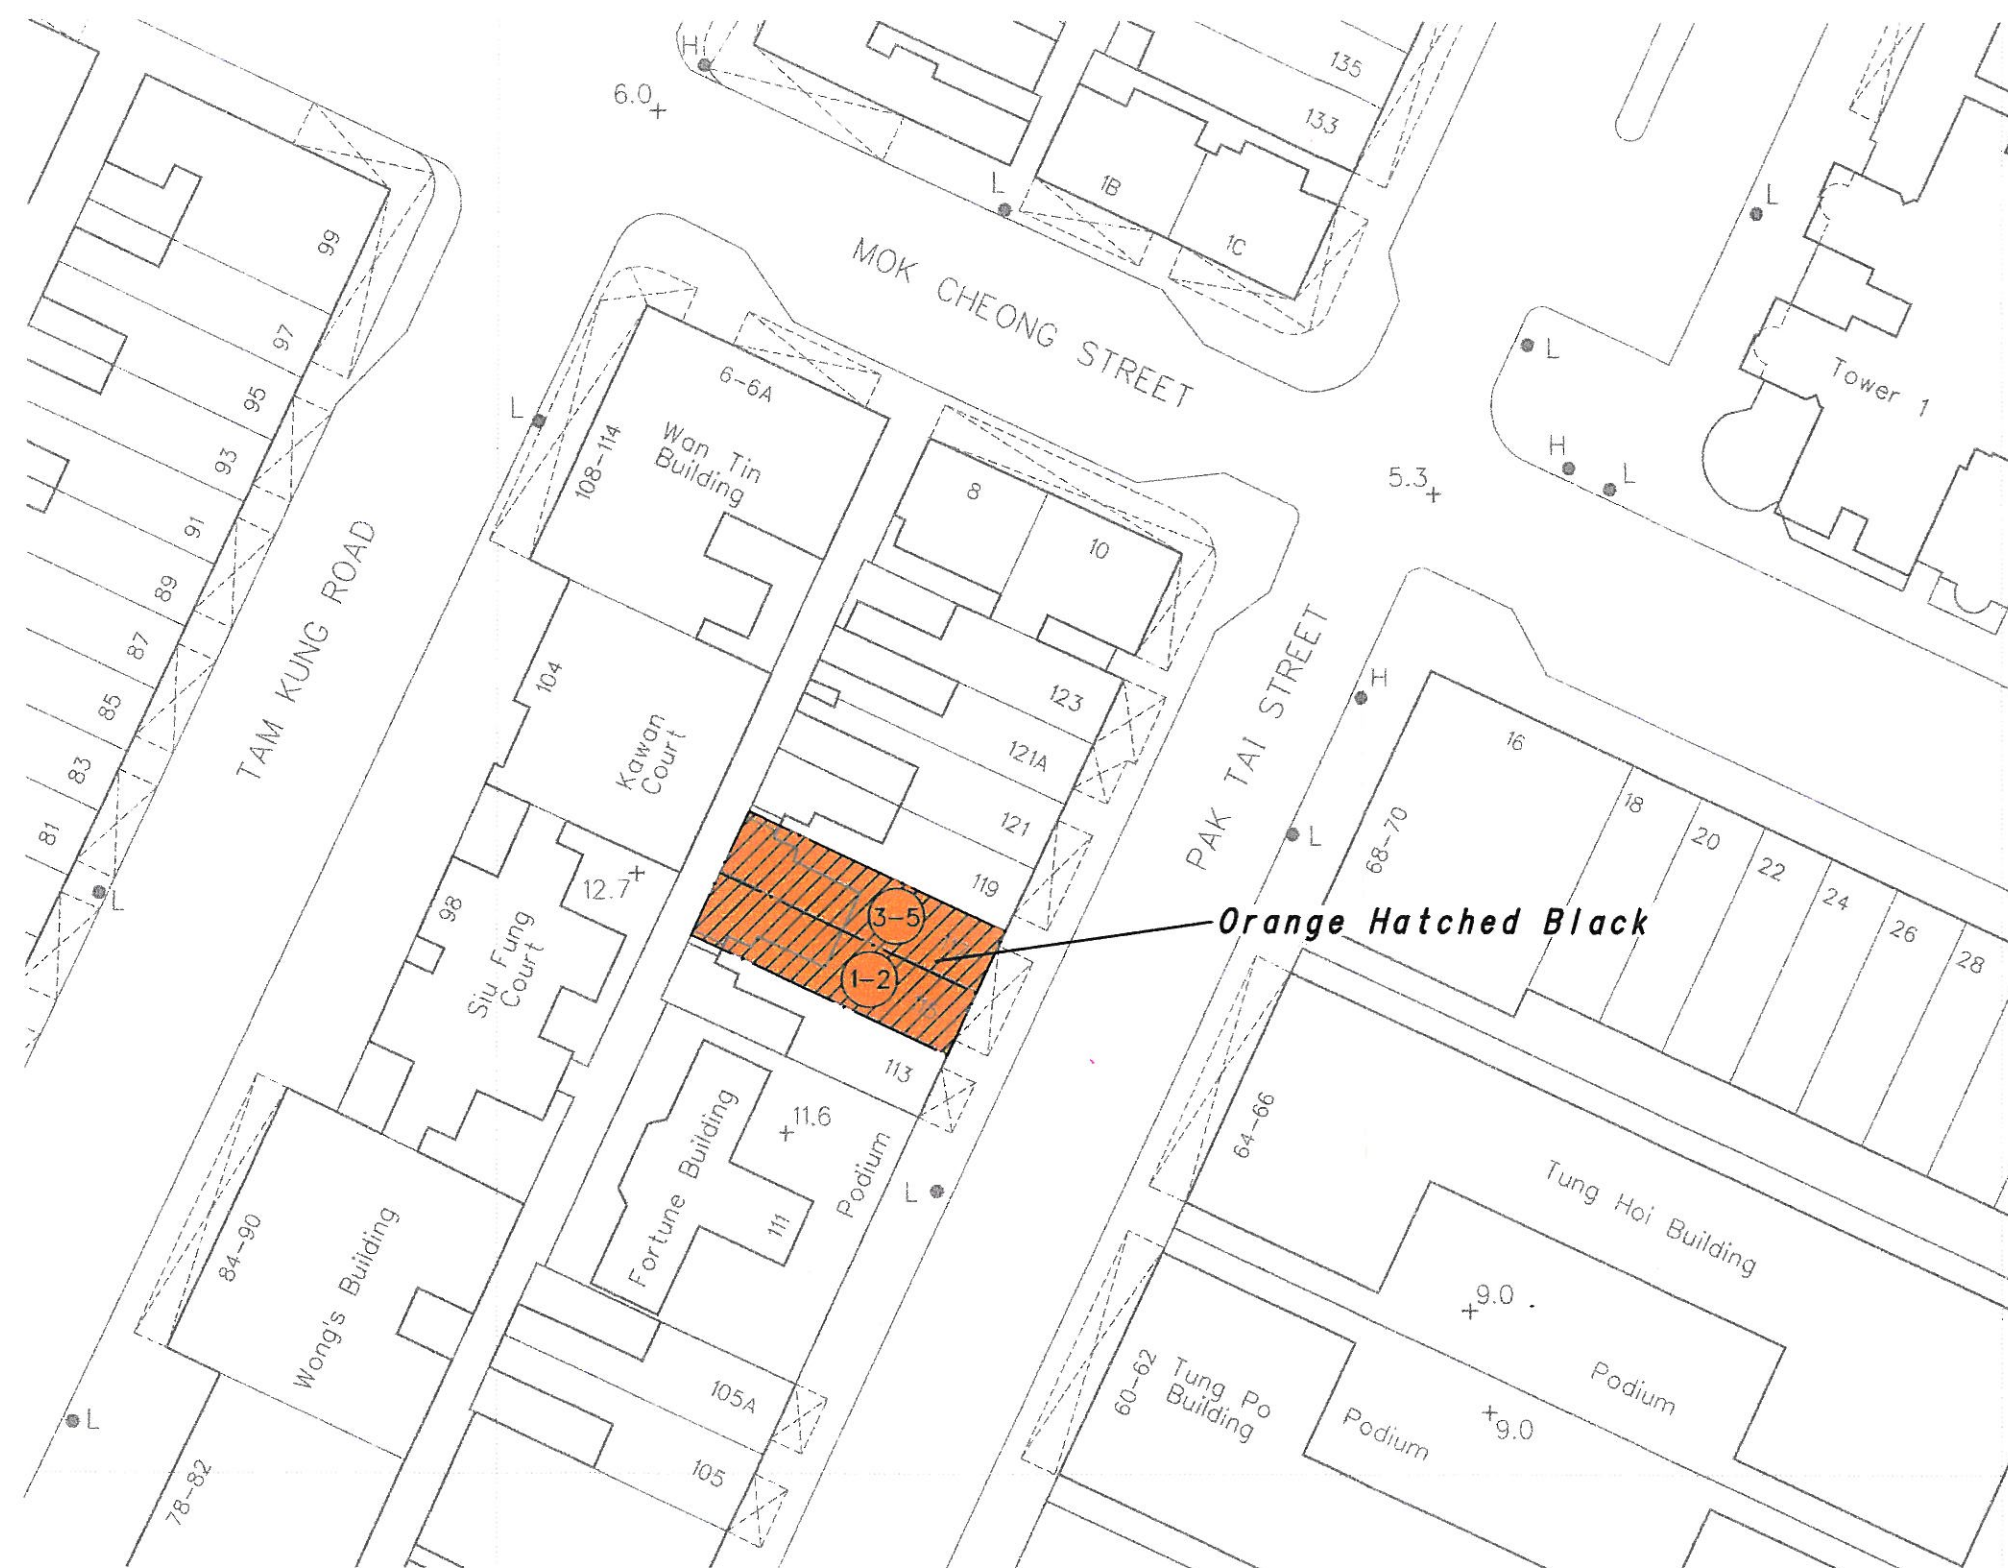 H
6.0
135
133
L
1B
1C
L
99
MOK CHEONG STREET
97
6-6A
L
Tower 1
95
L
Wan Tin
Building
108-114
8
H
L
5.3
93
10
91
TAM KUNG ROAD
89
87
104
123
H
PAK TAI STREET
16
85
Kawan
Court
121A
83
18
20
81
121
L
68-70
22
12.7
119
24
L
98
3-5
Orange Hatched Black
26
Siu Fung
Court
1-2
28
113
11.6
64-66
Fortune Building
Podium
L
Tung Hoi Building
84-90
111
Wong's Building
9.0
105A
60-62
Tung Po
Building
Podium
L
Podium
9.0
105
78-82